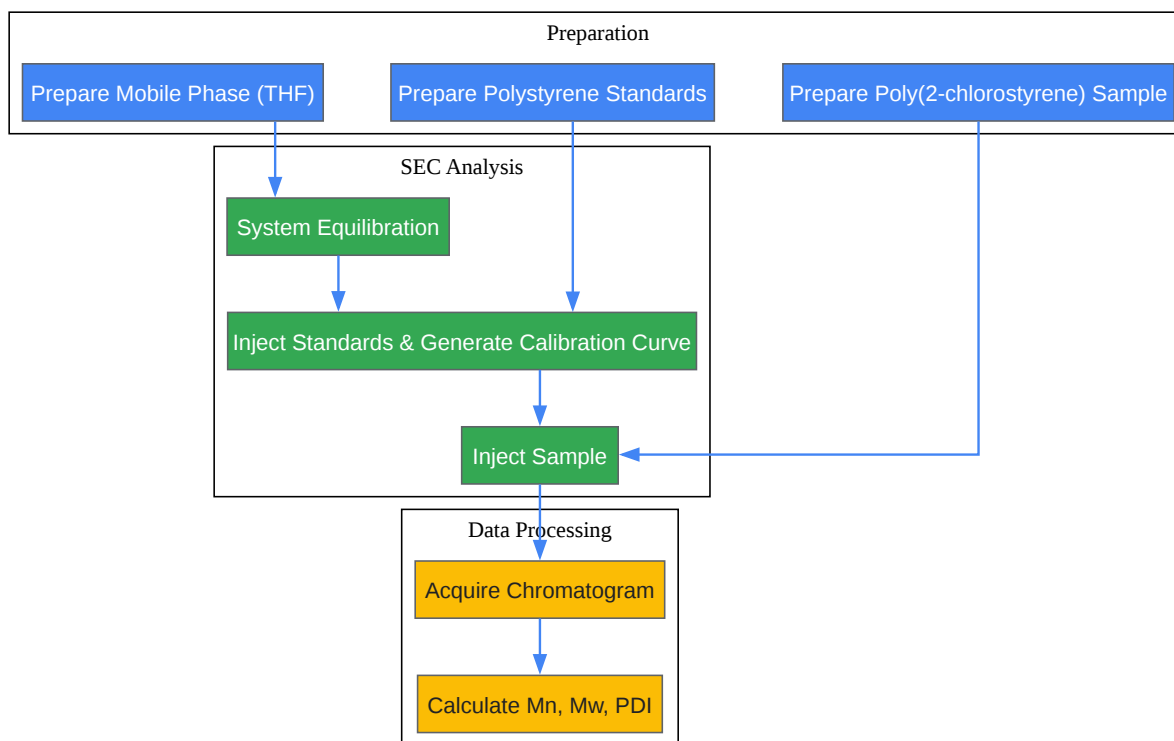 Preparation
Prepare Mobile Phase (THF)
Prepare Polystyrene Standards
Prepare Poly(2-chlorostyrene) Sample
SEC Analysis
System Equilibration
Inject Standards & Generate Calibration Curve
Inject Sample
Data Processing
Acquire Chromatogram
Calculate Mn, Mw, PDI